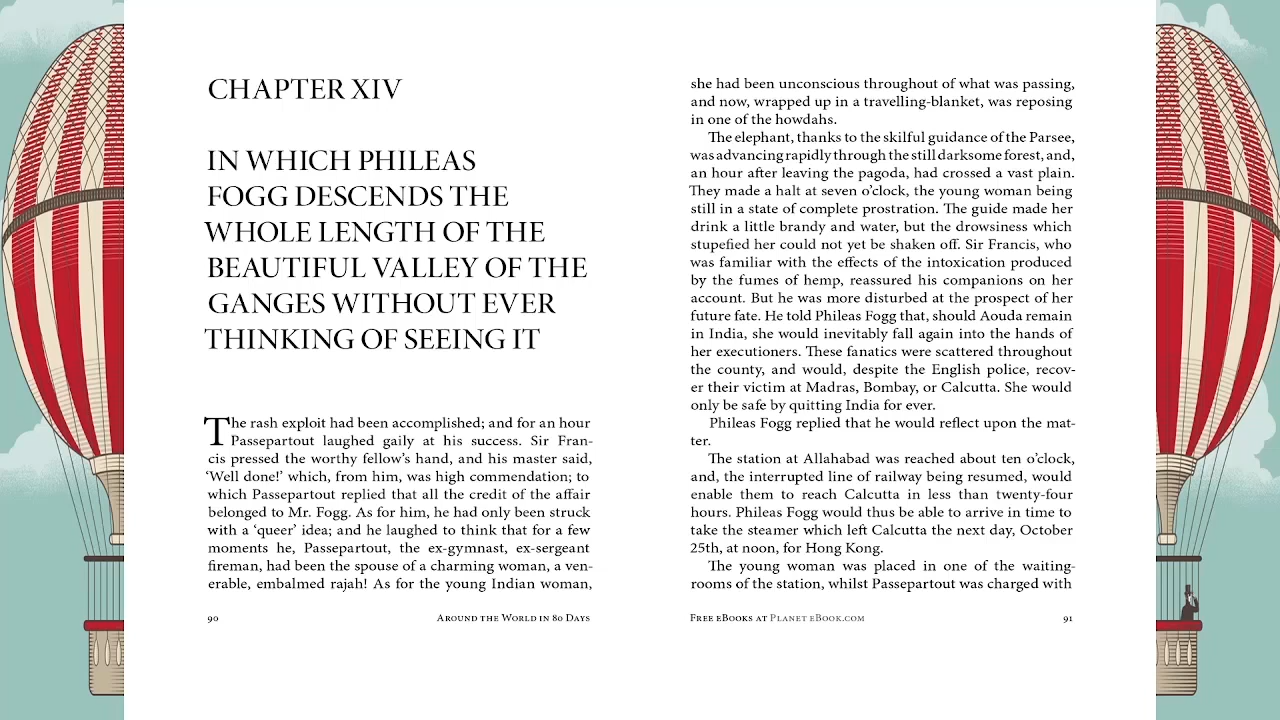 CHAPTER XIV
IN WHICH PHILEAS
FOGG DESCENDS THE
WHOLE LENGTH OF THE
BEAUTIFUL VALLEY OF THE
GANGES WITHOUT EVER
THINKING OF SEEING IT
The rash exploit had been accomplished; and for an hour
Passepartout laughed gaily at his success. Sir Fran-
cis pressed the worthy fellow’s hand, and his master said,
‘Well done!’ which, from him, was high commendation; to
which Passepartout replied that all the credit of the affair
belonged to Mr. Fogg. As for him, he had only been struck
with a ‘queer’ idea; and he laughed to think that for a few
moments he, Passepartout, the ex-gymnast, ex-sergeant
fireman, had been the spouse of a charming woman, a ven-
erable, embalmed rajah! As for the young Indian woman,
90 Around the World in 80 Days
she had been unconscious throughout of what was passing,
and now, wrapped up in a travelling-blanket, was reposing
in one of the howdahs.
The elephant, thanks to the skilful guidance of the Parsee,
was advancing rapidly through the still darksome forest, and,
an hour after leaving the pagoda, had crossed a vast plain.
They made a halt at seven o’clock, the young woman being
still in a state of complete prostration. The guide made her
drink a little brandy and water, but the drowsiness which
stupefied her could not yet be shaken off. Sir Francis, who
was familiar with the effects of the intoxication produced
by the fumes of hemp, reassured his companions on her
account. But he was more disturbed at the prospect of her
future fate. He told Phileas Fogg that, should Aouda remain
in India, she would inevitably fall again into the hands of
her executioners. These fanatics were scattered throughout
the county, and would, despite the English police, recov-
er their victim at Madras, Bombay, or Calcutta. She would
only be safe by quitting India for ever.
Phileas Fogg replied that he would reflect upon the mat-
ter.
The station at Allahabad was reached about ten o’clock,
and, the interrupted line of railway being resumed, would
enable them to reach Calcutta in less than twenty-four
hours. Phileas Fogg would thus be able to arrive in time to
take the steamer which left Calcutta the next day, October
25th, at noon, for Hong Kong.
The young woman was placed in one of the waiting-
rooms of the station, whilst Passepartout was charged with
Free eBooks at Planet eBook.com 91